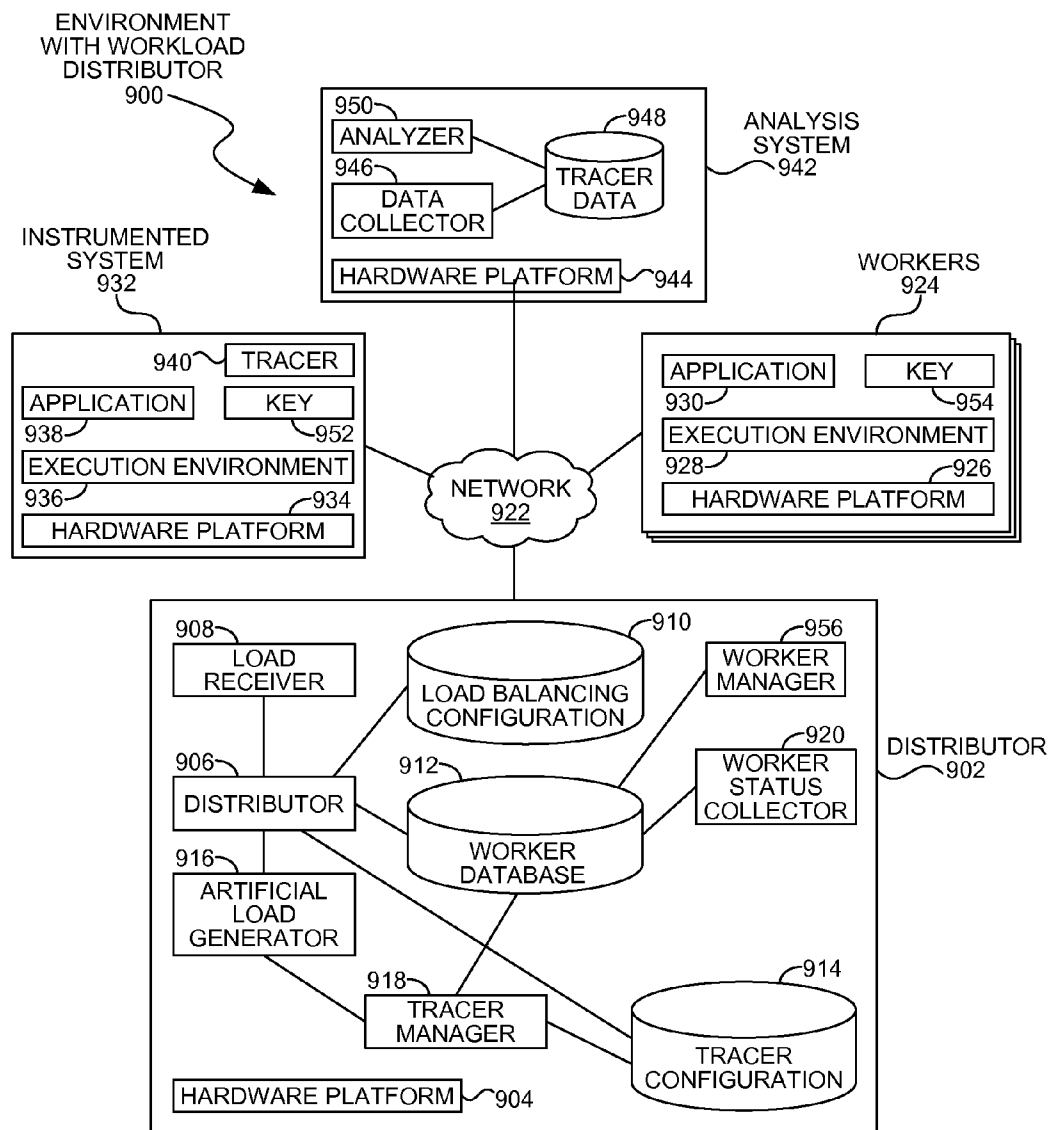 ENVIRONMENT
WITH WORKLOAD
DISTRIBUTOR
900
950
ANALYZER
946
DATA
COLLECTOR
948
TRACER
DATA
HARDWARE PLATFORM
944
ANALYSIS
SYSTEM
942
INSTRUMENTED
SYSTEM
932
940
TRACER
APPLICATION
938
KEY
952
EXECUTION ENVIRONMENT
936
934
HARDWARE PLATFORM
WORKERS
924
APPLICATION
930
KEY
954
EXECUTION ENVIRONMENT
928
926
HARDWARE PLATFORM
NETWORK
922
908
LOAD
RECEIVER
910
LOAD BALANCING
CONFIGURATION
956
WORKER
MANAGER
906
DISTRIBUTOR
912
WORKER
DATABASE
920
WORKER
STATUS
COLLECTOR
DISTRIBUTOR
902
916
ARTIFICIAL
LOAD
GENERATOR
918
TRACER
MANAGER
914
TRACER
CONFIGURATION
HARDWARE PLATFORM
904